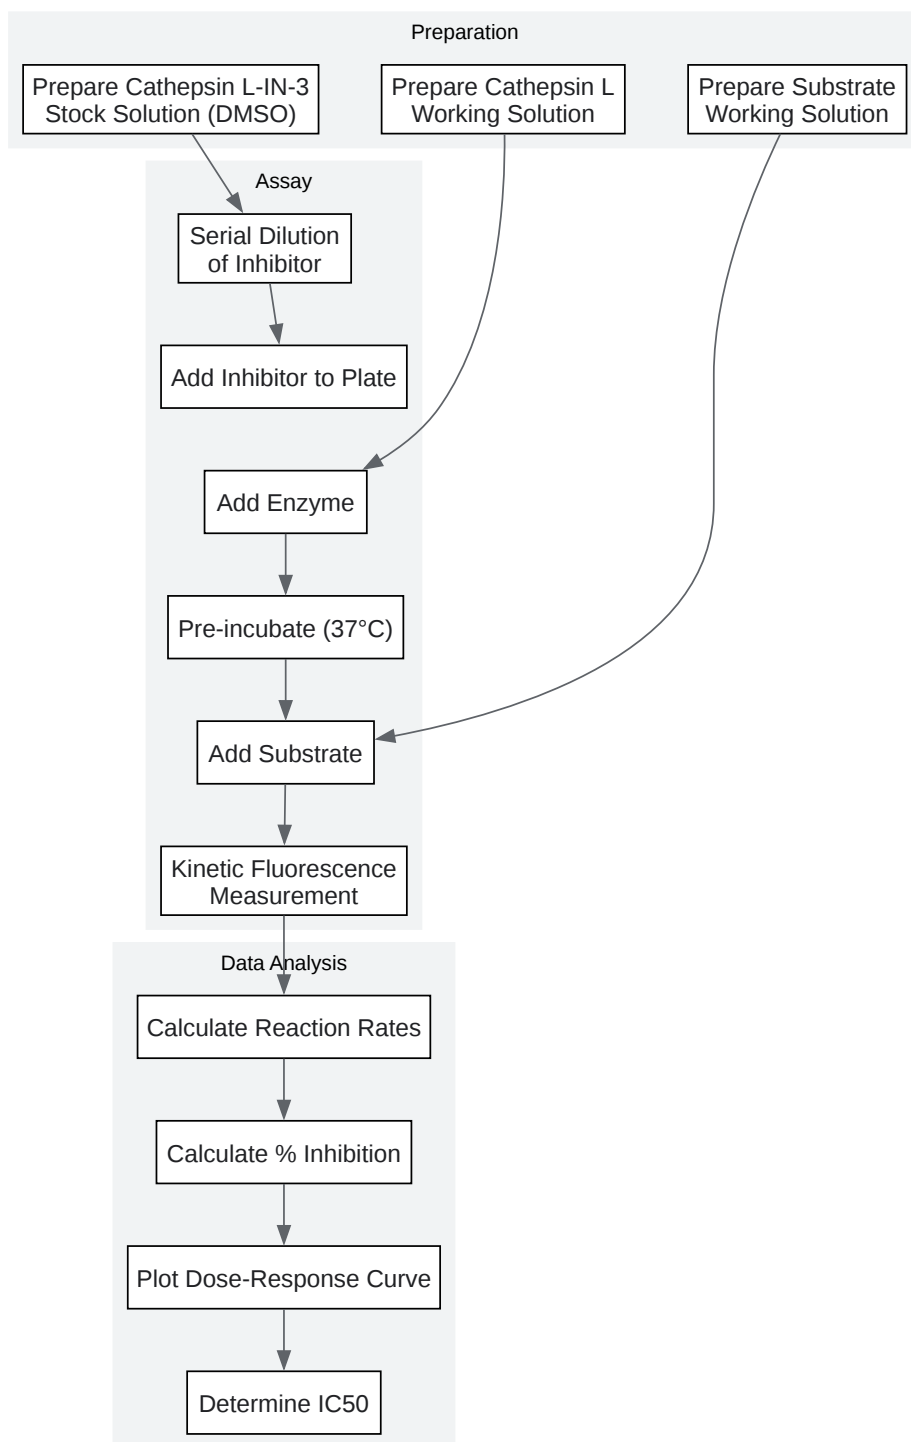 Preparation
Prepare Cathepsin L-IN-3
Stock Solution (DMSO)
Prepare Cathepsin L
Working Solution
Prepare Substrate
Working Solution
Assay
Serial Dilution
of Inhibitor
Add Inhibitor to Plate
Add Enzyme
Pre-incubate (37°C)
Add Substrate
Kinetic Fluorescence
Measurement
Data Analysis
Calculate Reaction Rates
Calculate % Inhibition
Plot Dose-Response Curve
Determine IC50